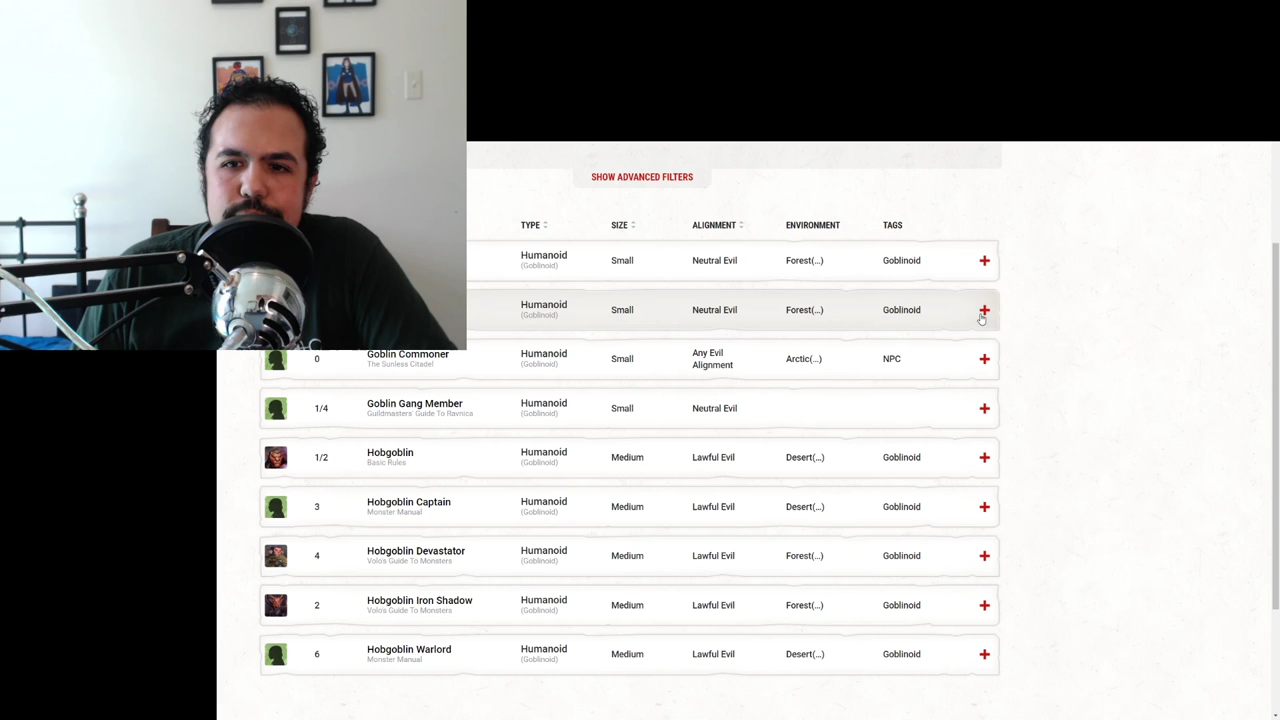 SHOW ADVANCED FILTERS
TYPE SIZE ALIGNMENT ENVIRONMENT TAGS
Humanoid
(Goblinoid)
Small Neutral Evil Forest(...) Goblinoid
Humanoid
(Goblinoid)
Small Neutral Evil Forest(...) Goblinoid
0
Goblin Commoner
The Sunless Citadel
Humanoid
(Goblinoid)
Small
Any Evil
Alignment
Arctic(...) NPC
1/4
Goblin Gang Member
Guildmasters' Guide To Ravnica
Humanoid
(Goblinoid)
Small Neutral Evil
1/2
Hobgoblin
Basic Rules
Humanoid
(Goblinoid)
Medium Lawful Evil Desert(...) Goblinoid
3
Hobgoblin Captain
Monster Manual
Humanoid
(Goblinoid)
Medium Lawful Evil Desert(...) Goblinoid
4
Hobgoblin Devastator
Volo's Guide To Monsters
Humanoid
(Goblinoid)
Medium Lawful Evil Forest(...) Goblinoid
2
Hobgoblin Iron Shadow
Volo's Guide To Monsters
Humanoid
(Goblinoid)
Medium Lawful Evil Forest(...) Goblinoid
6
Hobgoblin Warlord
Monster Manual
Humanoid
(Goblinoid)
Medium Lawful Evil Desert(...) Goblinoid